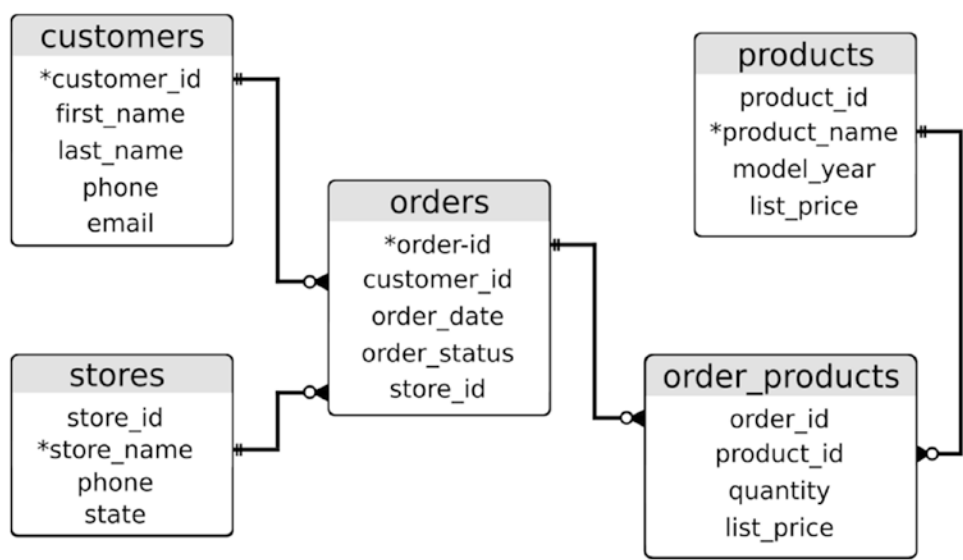 customers
*customer_id
first_name
last_name
phone
email
products
product_id
*product_name
model_year
list_price
orders
*order-id
customer_id
order_date
order_status
store_id
stores
store_id
*store_name
phone
state
order_products
order_id
product_id
quantity
list_price